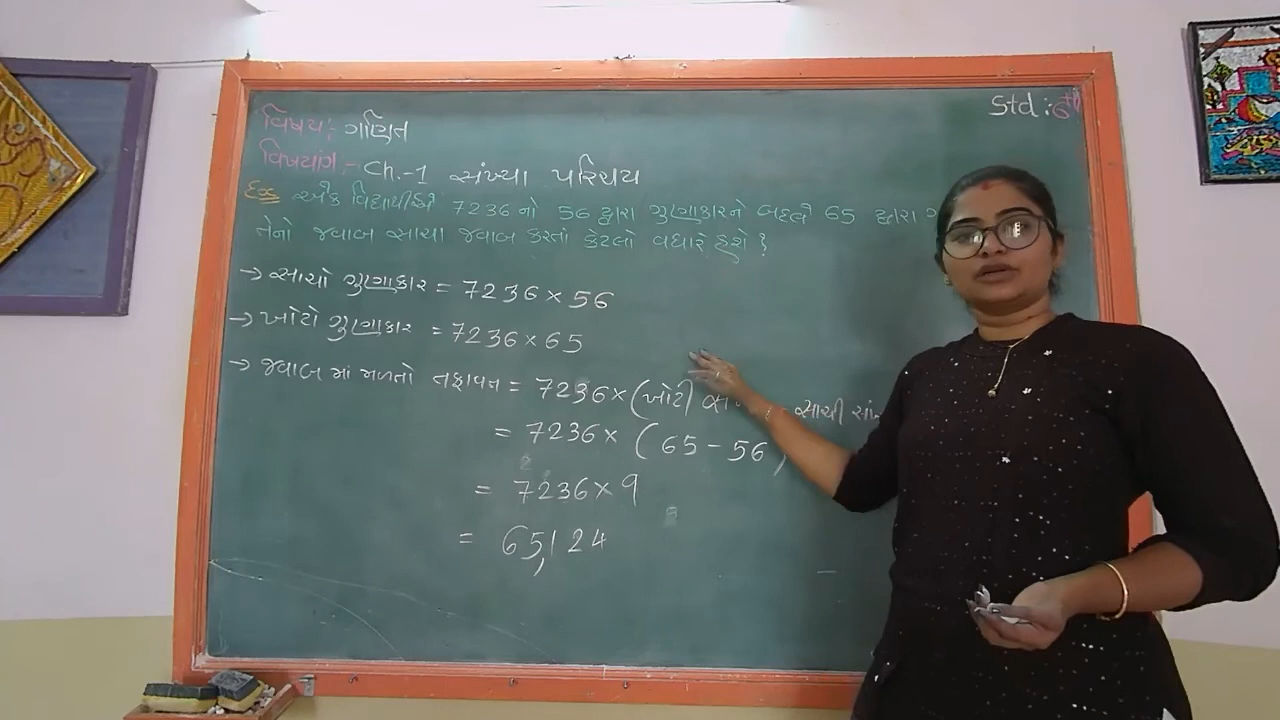 Std : 6th
વિષય:- ગણિત
વિષયાંગ:- Ch.-1 સંખ્યા પરિચય
એક વિદ્યાર્થીએ 7236 નો 56 દ્વારા ગુણાકારને બદલે 65 દ્વારા
તેનો જવાબ સાચા જવાબ કરતાં કેટલો વધારે હશે ?
→ સાચો ગુણાકાર = 7236 × 56
→ ખોટો ગુણાકાર = 7236 × 65
→ જવાબ માં મળતો તફાવત = 7236 × (ખોટી - સાચી
= 7236 × (65 - 56)
= 7236 × 9
= 65,124